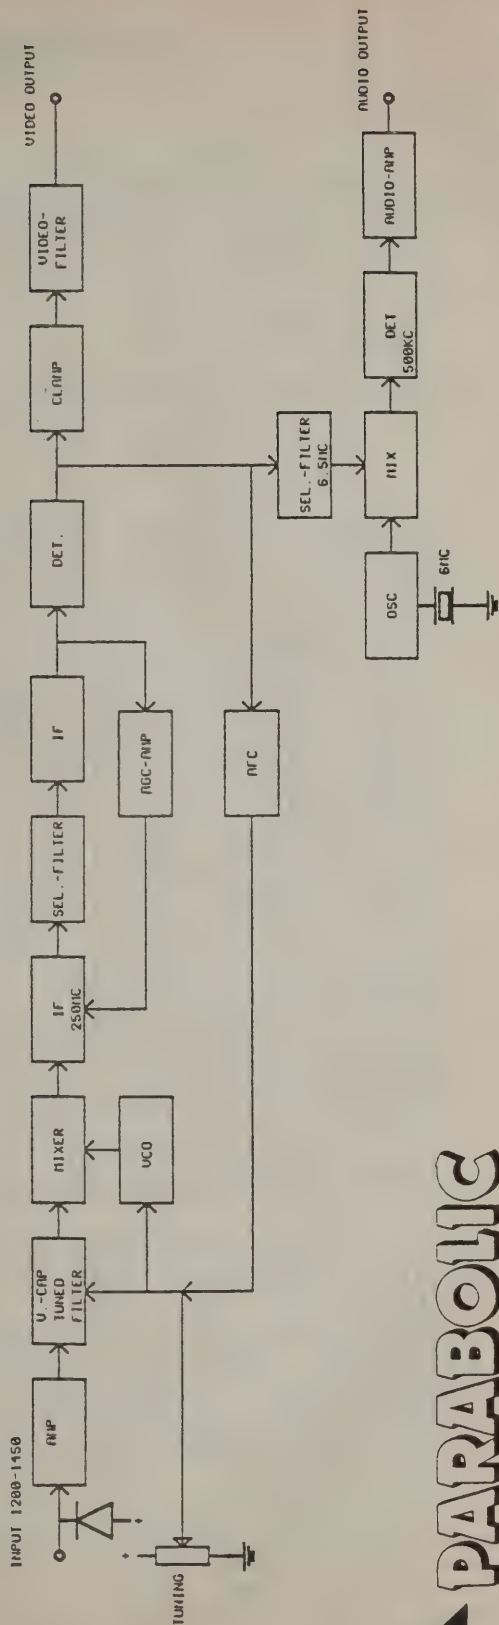 INPUT 1200-1450
AMP
V.-CAP
TUNED
FILTER
MIXER
IF
250MC
SEL.-FILTER
IF
DET.
CLAMP
VIDEO-
FILTER
VIDEO OUTPUT
TUNING
VCO
AGC-AMP
AFC
SEL.-FILTER
6.5MC
OSC
6MC
MIX
DET
500KC
AUDIO-AMP
AUDIO OUTPUT
PARABOLIC